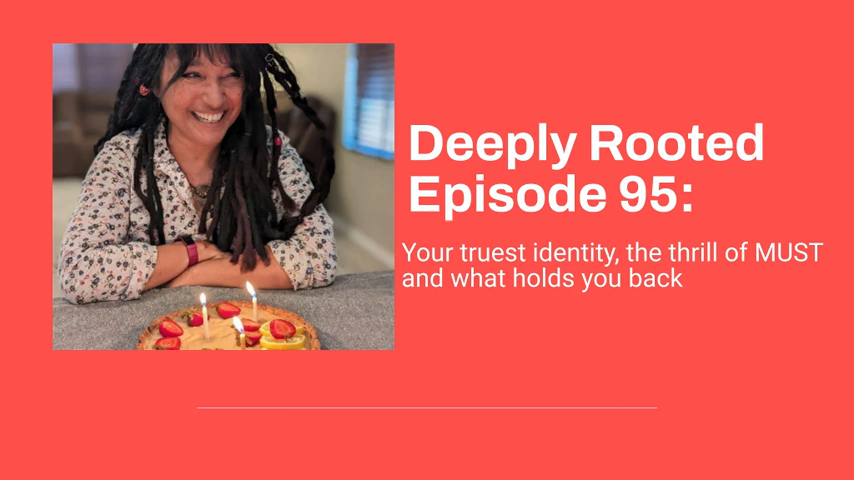 Deeply Rooted
Episode 95:
Your truest identity, the thrill of MUST
and what holds you back